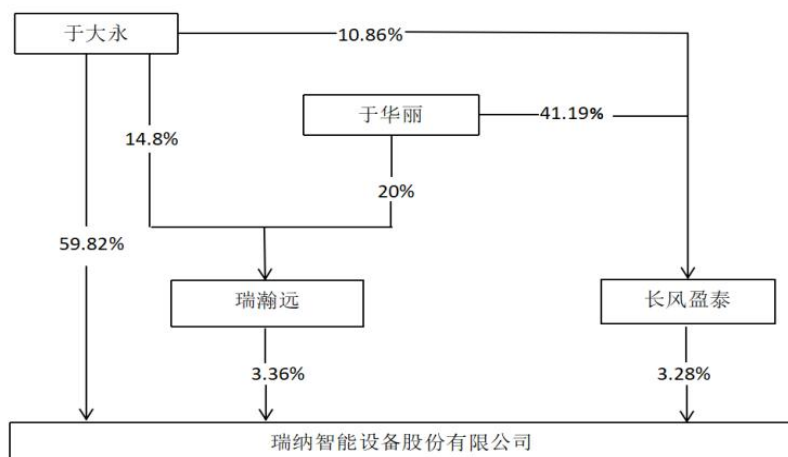 于大永
10.86%
于华丽
41.19%
14.8%
20%
59.82%
瑞瀚远
长风盈泰
3.36%
3.28%
瑞纳智能设备股份有限公司